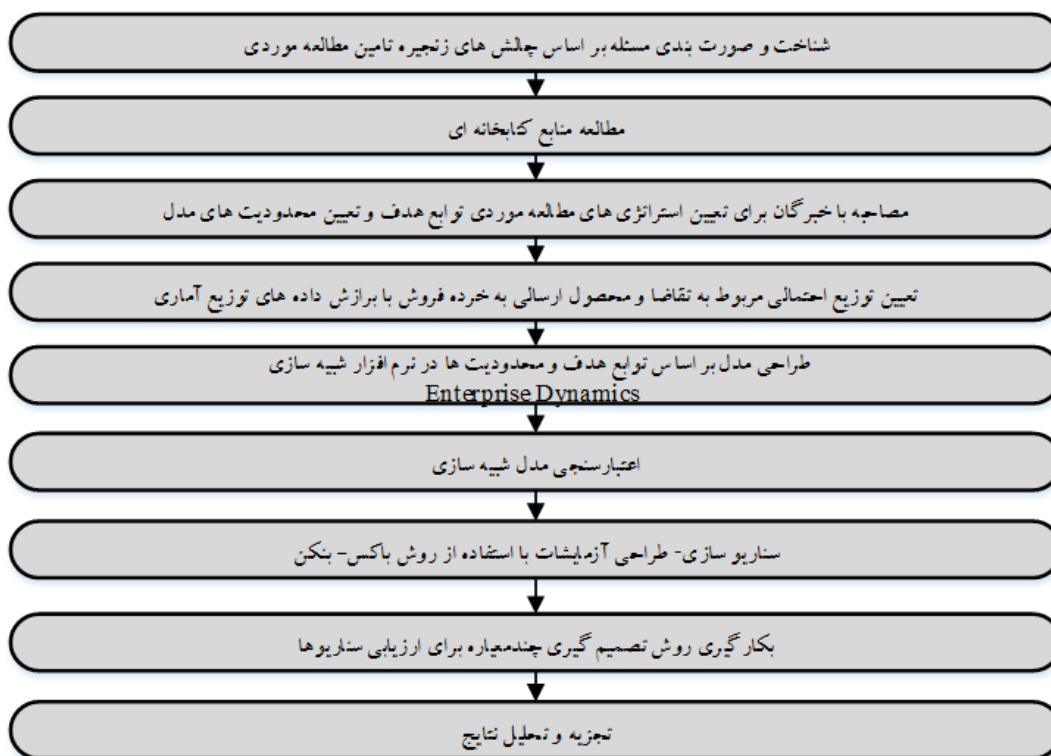 شناخت و صورت بندی مسئله بر اساس چالش های زنجیره تامین مطالعه موردی
مطالعه منابع کتابخانه ای
مصاحبه با خبرگان برای تعیین استراتژی های مطالعه موردی توابع هدف و تعیین محدودیت های مدل
تعیین توزیع احتمالی مربوط به تقاضا و محصول ارسالی به خرده فروش با برازش داده های توزیع آماری
طراحی مدل بر اساس توابع هدف و محدودیت ها در نرم افزار شبیه سازی
Enterprise Dynamics
اعتبارسنجی مدل شبیه سازی
سناریو سازی- طراحی آزمایشات با استفاده از روش باکس- بنکن
بکارگیری روش تصمیم گیری چندمعیاره برای ارزیابی سناریوها
تجزیه و تحلیل نتایج